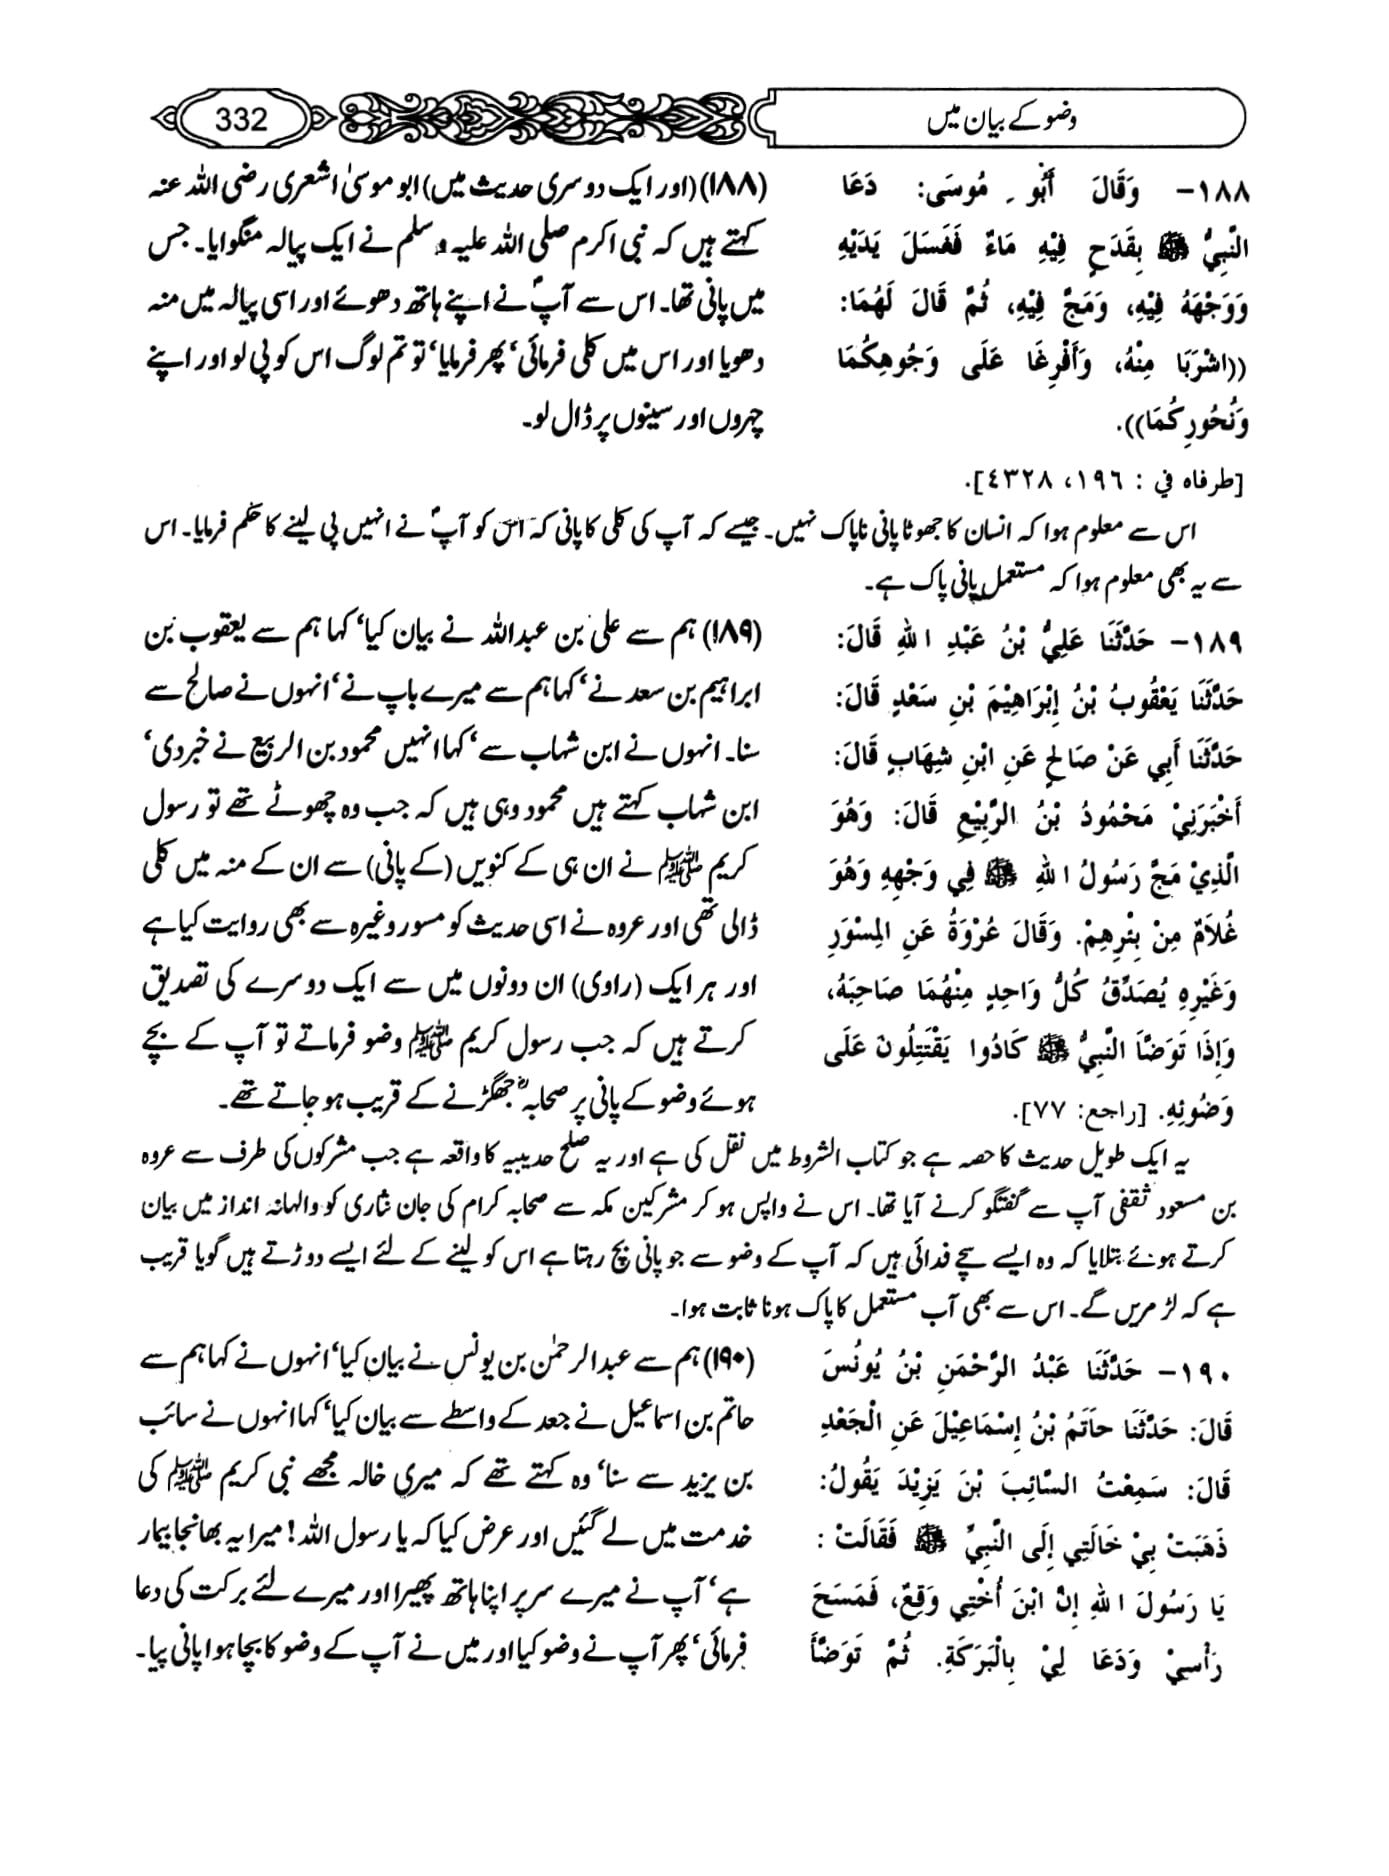 وضو کے بیان میں
332
١٨٨- وَقَالَ أَبُو مُوسَى: دَعَا
النَّبِيُّ ﷺ بِقَدَحٍ فِيْهِ مَاءٌ فَغَسَلَ يَدَيْهِ
وَوَجْهَهُ فِيْهِ، وَمَجَّ فِيْهِ، ثُمَّ قَالَ لَهُمَا:
((اشْرَبَا مِنْهُ، وَأَفْرِغَا عَلَى وُجُوهِكُمَا
وَنُحُورِكُمَا)).
[طرفاه في : ١٩٦، ٤٣٢٨].
(۱۸۸) (اور ایک دوسری حدیث میں) ابو موسیٰ اشعری رضی اللہ عنہ
کہتے ہیں کہ نبی اکرم صلی اللہ علیہ وسلم نے ایک پیالہ منگوایا۔ جس
میں پانی تھا۔ اس سے آپؐ نے اپنے ہاتھ دھوئے اور اسی پیالہ میں منہ
دھویا اور اس میں کلی فرمائی‘ پھر فرمایا‘ تو تم لوگ اس کو پی لو اور اپنے
چہروں اور سینوں پر ڈال لو۔
اس سے معلوم ہوا کہ انسان کا جھوٹا پانی ناپاک نہیں۔ جیسے کہ آپ کی کلی کا پانی کہ اس کو آپؐ نے انہیں پی لینے کا حکم فرمایا۔ اس
سے یہ بھی معلوم ہوا کہ مستعمل پانی پاک ہے۔
١٨٩- حَدَّثَنَا عَلِيُّ بْنُ عَبْدِ اللهِ قَالَ:
حَدَّثَنَا يَعْقُوبُ بْنُ إِبْرَاهِيْمَ بْنِ سَعْدٍ قَالَ:
حَدَّثَنَا أَبِي عَنْ صَالِحٍ عَنِ ابْنِ شِهَابٍ قَالَ:
أَخْبَرَنِيْ مَحْمُودُ بْنُ الرَّبِيْعِ قَالَ: وَهُوَ
الَّذِيْ مَجَّ رَسُولُ اللهِ ﷺ فِي وَجْهِهِ وَهُوَ
غُلاَمٌ مِنْ بِئْرِهِمْ. وَقَالَ عُرْوَةُ عَنِ المِسْوَرِ
وَغَيْرِهِ يُصَدِّقُ كُلُّ وَاحِدٍ مِنْهُمَا صَاحِبَهُ،
وَإِذَا تَوَضَّأَ النَّبِيُّ ﷺ كَادُوا يَقْتَتِلُونَ عَلَى
وَضُوئِهِ. [راجع: ٧٧].
(۱۸۹) ہم سے علی بن عبداللہ نے بیان کیا‘ کہا ہم سے یعقوب بن
ابراہیم بن سعد نے‘ کہا ہم سے میرے باپ نے‘ انہوں نے صالح سے
سنا۔ انہوں نے ابن شہاب سے‘ کہا انہیں محمود بن الربیع نے خبر دی‘
ابن شہاب کہتے ہیں محمود وہی ہیں کہ جب وہ چھوٹے تھے تو رسول
کریم ﷺ نے ان ہی کے کنویں (کے پانی) سے ان کے منہ میں کلی
ڈالی تھی اور عروہ نے اسی حدیث کو مسور وغیرہ سے بھی روایت کیا ہے
اور ہر ایک (راوی) ان دونوں میں سے ایک دوسرے کی تصدیق
کرتے ہیں کہ جب رسول کریم ﷺ وضو فرماتے تو آپ کے بچے
ہوئے وضو کے پانی پر صحابہؓ جھگڑنے کے قریب ہو جاتے تھے۔
یہ ایک طویل حدیث کا حصہ ہے جو کتاب الشروط میں نقل کی ہے اور یہ صلح حدیبیہ کا واقعہ ہے جب مشرکوں کی طرف سے عروہ
بن مسعود ثقفی آپ سے گفتگو کرنے آیا تھا۔ اس نے واپس ہو کر مشرکین مکہ سے صحابہ کرام کی جان نثاری کو والہانہ انداز میں بیان
کرتے ہوئے بتلایا کہ وہ ایسے سچے فدائی ہیں کہ آپ کے وضو سے جو پانی بچ رہتا ہے اس کو لینے کے لئے ایسے دوڑتے ہیں گویا قریب
ہے کہ لڑ مریں گے۔ اس سے بھی آب مستعمل کا پاک ہونا ثابت ہوا۔
١٩٠- حَدَّثَنَا عَبْدُ الرَّحْمَنِ بْنُ يُونُسَ
قَالَ: حَدَّثَنَا حَاتَمُ بْنُ إِسْمَاعِيْلَ عَنِ الْجَعْدِ
قَالَ: سَمِعْتُ السَّائِبَ بْنَ يَزِيْدَ يَقُولُ:
ذَهَبَتْ بِيْ خَالَتِي إِلَى النَّبِيِّ ﷺ فَقَالَتْ :
يَا رَسُولَ اللهِ إِنَّ ابْنَ أُخْتِي وَقِعٌ، فَمَسَحَ
رَأْسِيْ وَدَعَا لِيْ بِالْبَرَكَةِ. ثُمَّ تَوَضَّأَ
(۱۹۰) ہم سے عبدالرحمٰن بن یونس نے بیان کیا‘ انہوں نے کہا ہم سے
حاتم بن اسماعیل نے جعد کے واسطے سے بیان کیا‘ کہا انہوں نے سائب
بن یزید سے سنا‘ وہ کہتے تھے کہ میری خالہ مجھے نبی کریم ﷺ کی
خدمت میں لے گئیں اور عرض کیا کہ یا رسول اللہ! میرا یہ بھانجا بیمار
ہے‘ آپ نے میرے سر پر اپنا ہاتھ پھیرا اور میرے لئے برکت کی دعا
فرمائی‘ پھر آپ نے وضو کیا اور میں نے آپ کے وضو کا بچا ہوا پانی پیا۔